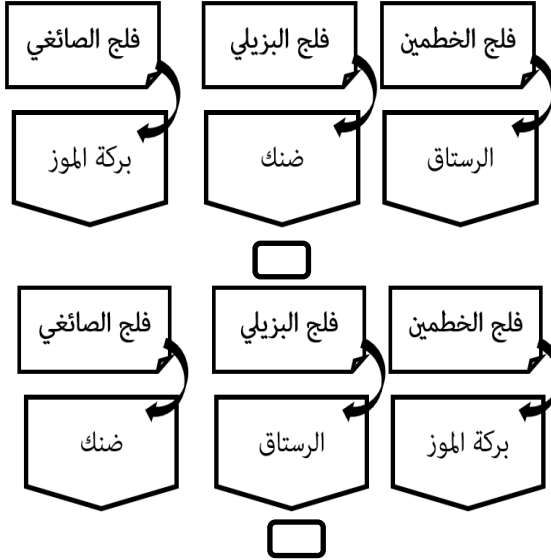 فلج الخطمين فلج البزيلي فلج الصائغي
الرستاق ضنك بركة الموز
فلج الخطمين فلج البزيلي فلج الصائغي
بركة الموز الرستاق ضنك